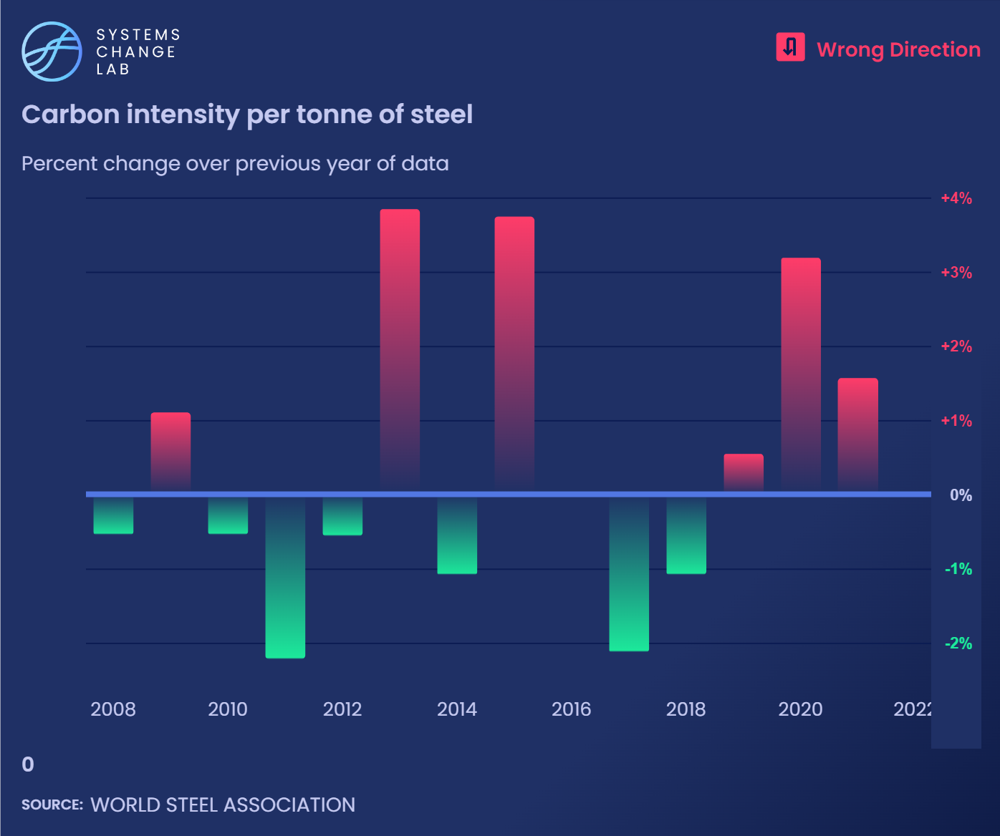 SYSTEMS
CHANGE
LAB
Wrong Direction
Carbon intensity per tonne of steel
Percent change over previous year of data
+4%
+3%
+2%
+1%
0%
-1%
-2%
2008 2010 2012 2014 2016 2018 2020 2022
0
SOURCE: WORLD STEEL ASSOCIATION